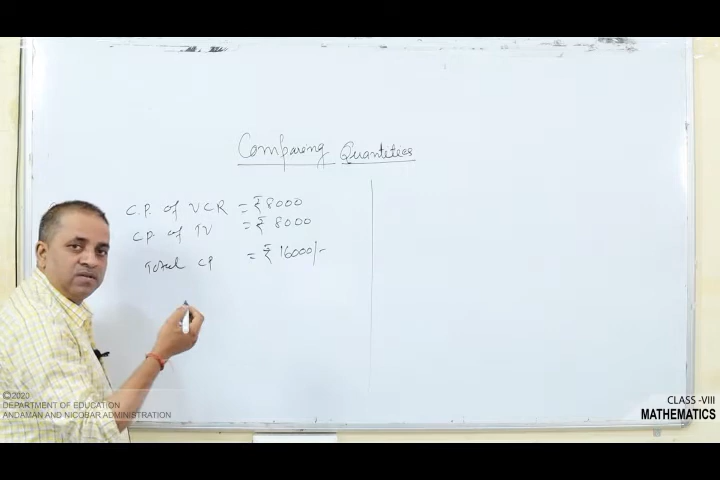 Comparing Quantities
C.P. of VCR = ₹8000
CP. of TV = ₹ 8000
Total CP = ₹ 16000/-
©2020
DEPARTMENT OF EDUCATION
ANDAMAN AND NICOBAR ADMINISTRATION
CLASS -VIII
MATHEMATICS